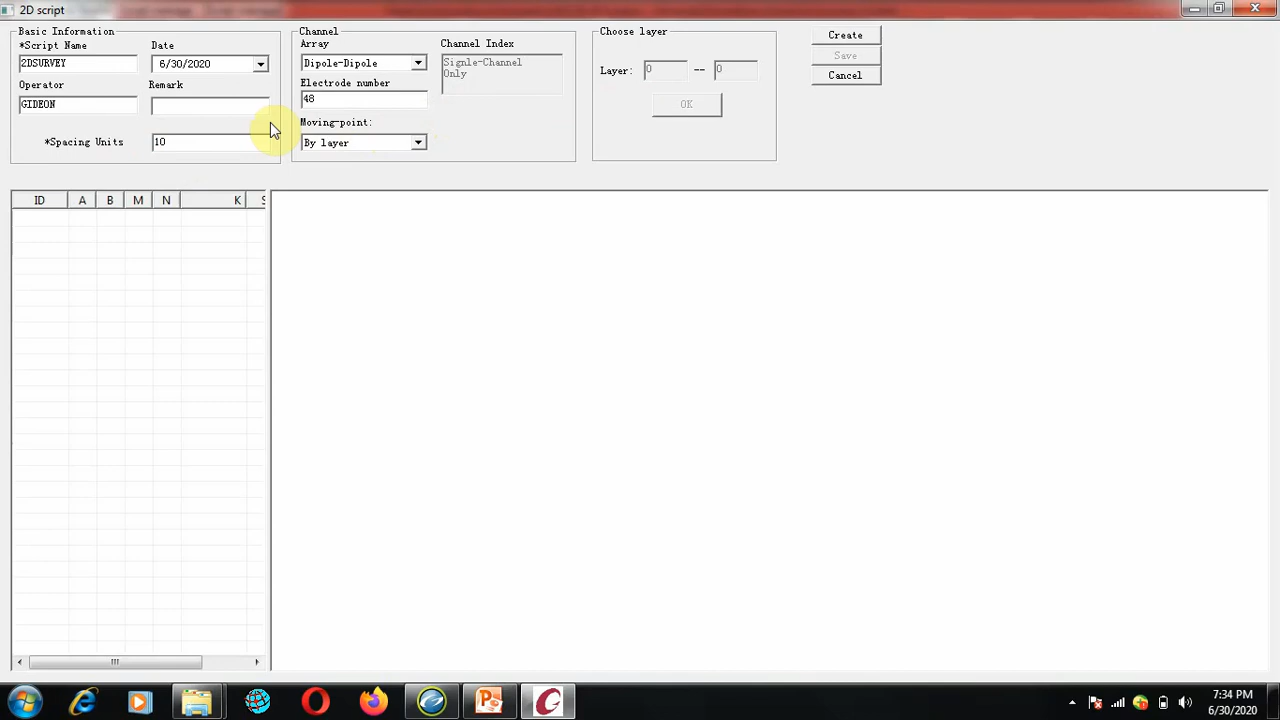 2D script
Basic Information
*Script Name
Date
2DSURVEY
6/30/2020
Operator
Remark
GIDEON
*Spacing Units
10
Channel
Array
Channel Index
Dipole-Dipole
Signle-Channel
Only
Electrode number
48
Moving-point:
By layer
Choose layer
Layer:
0
--
0
OK
Create
Save
Cancel
ID A B M N K
7:34 PM
6/30/2020